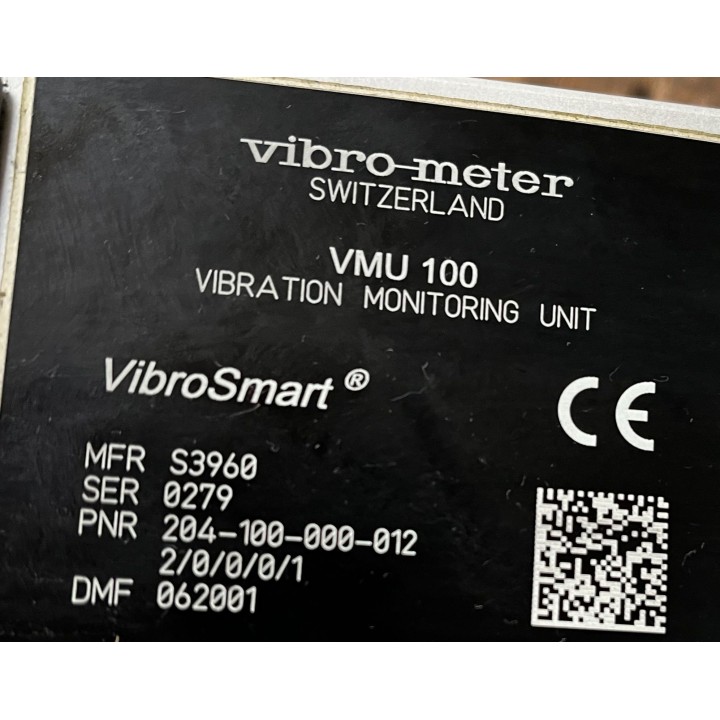 vibro-meter
SWITZERLAND
VMU 100
VIBRATION MONITORING UNIT
VibroSmart ®
CE
MFR S3960
SER 0279
PNR 204-100-000-012
2/0/0/0/1
DMF 062001